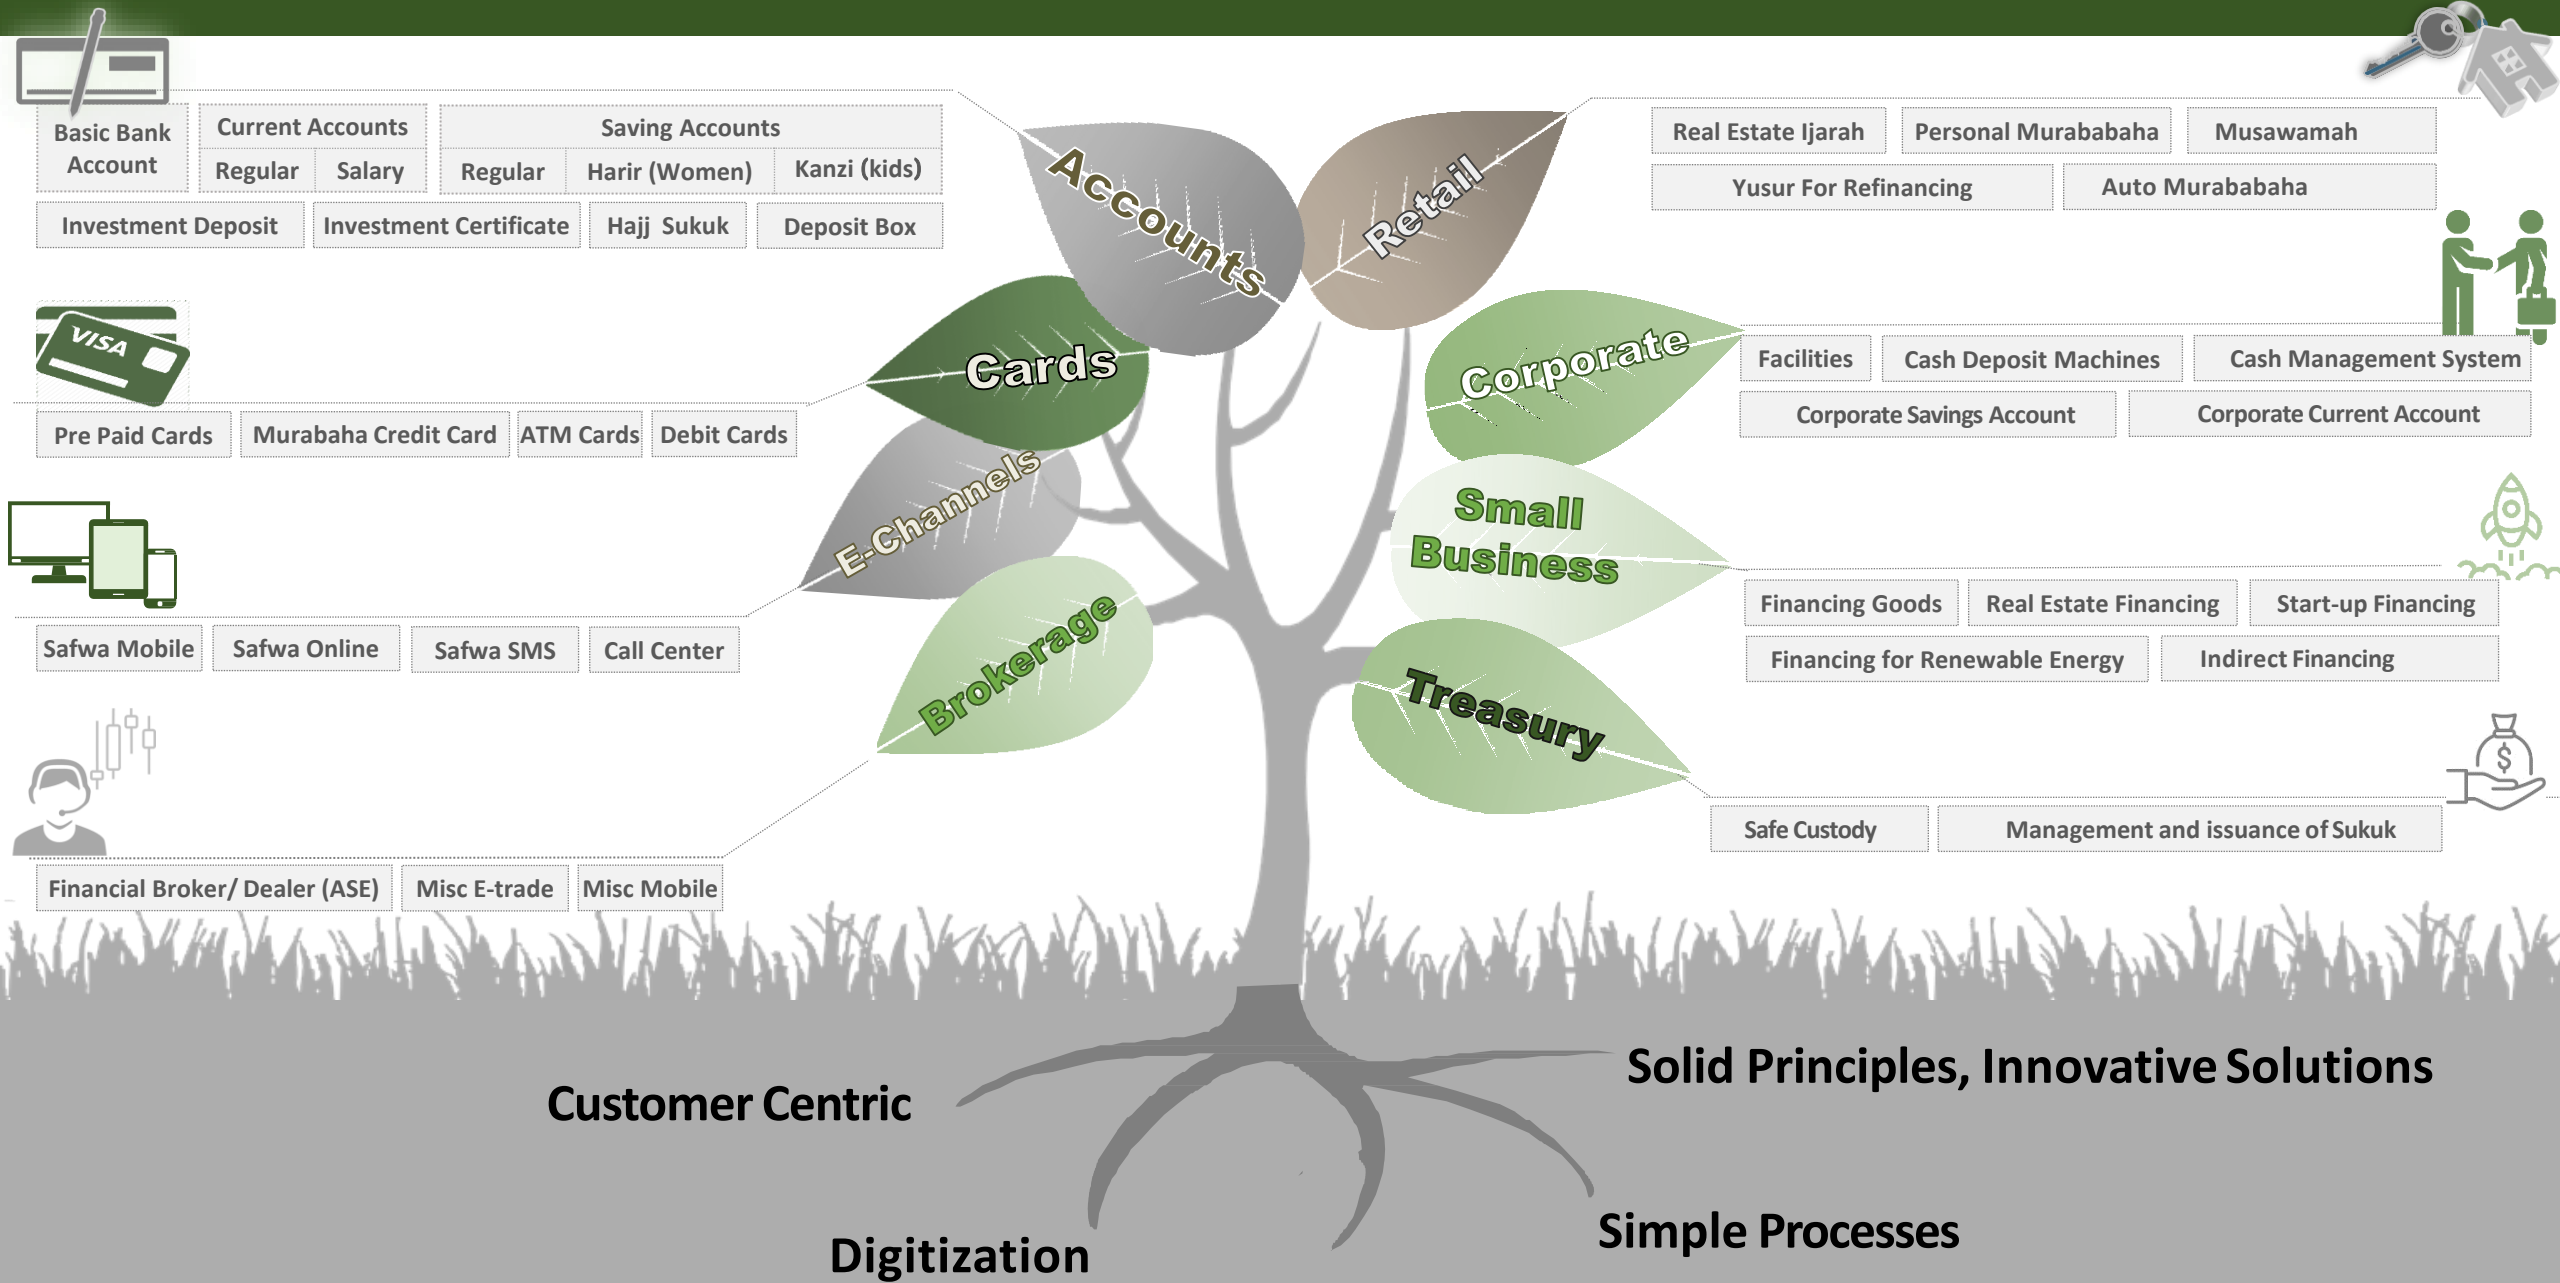 Basic Bank
Account
Current Accounts
Regular
Salary
Saving Accounts
Regular
Harir (Women)
Kanzi (kids)
Investment Deposit
Investment Certificate
Hajj Sukuk
Deposit Box
Accounts
Retail
Real Estate Ijarah
Personal Murababaha
Musawamah
Yusur For Refinancing
Auto Murababaha
VISA
Cards
Pre Paid Cards
Murabaha Credit Card
ATM Cards
Debit Cards
Corporate
Facilities
Cash Deposit Machines
Cash Management System
Corporate Savings Account
Corporate Current Account
E-Channels
Safwa Mobile
Safwa Online
Safwa SMS
Call Center
Small
Business
Financing Goods
Real Estate Financing
Start-up Financing
Financing for Renewable Energy
Indirect Financing
Brokerage
Financial Broker/ Dealer (ASE)
Misc E-trade
Misc Mobile
Treasury
$
Safe Custody
Management and issuance of Sukuk
Customer Centric
Solid Principles, Innovative Solutions
Digitization
Simple Processes